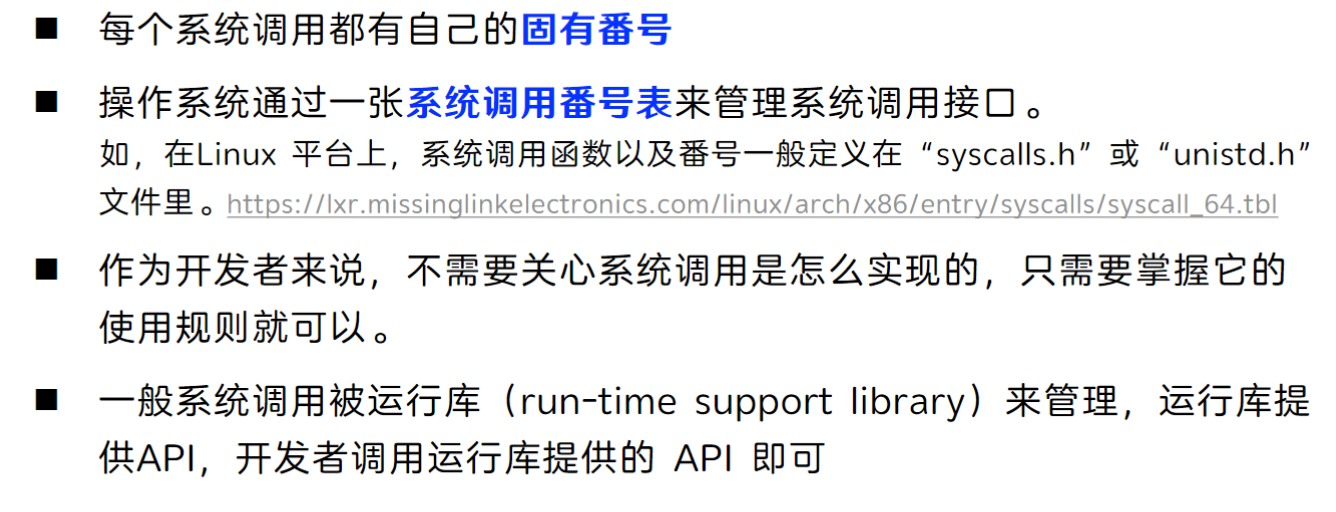 ■ 每个系统调用都有自己的固有番号
■ 操作系统通过一张系统调用番号表来管理系统调用接口。
如，在Linux 平台上，系统调用函数以及番号一般定义在“syscalls.h”或“unistd.h”
文件里。https://lxr.missinglinkelectronics.com/linux/arch/x86/entry/syscalls/syscall_64.tbl
■ 作为开发者来说，不需要关心系统调用是怎么实现的，只需要掌握它的
使用规则就可以。
■ 一般系统调用被运行库（run-time support library）来管理，运行库提
供API，开发者调用运行库提供的 API 即可